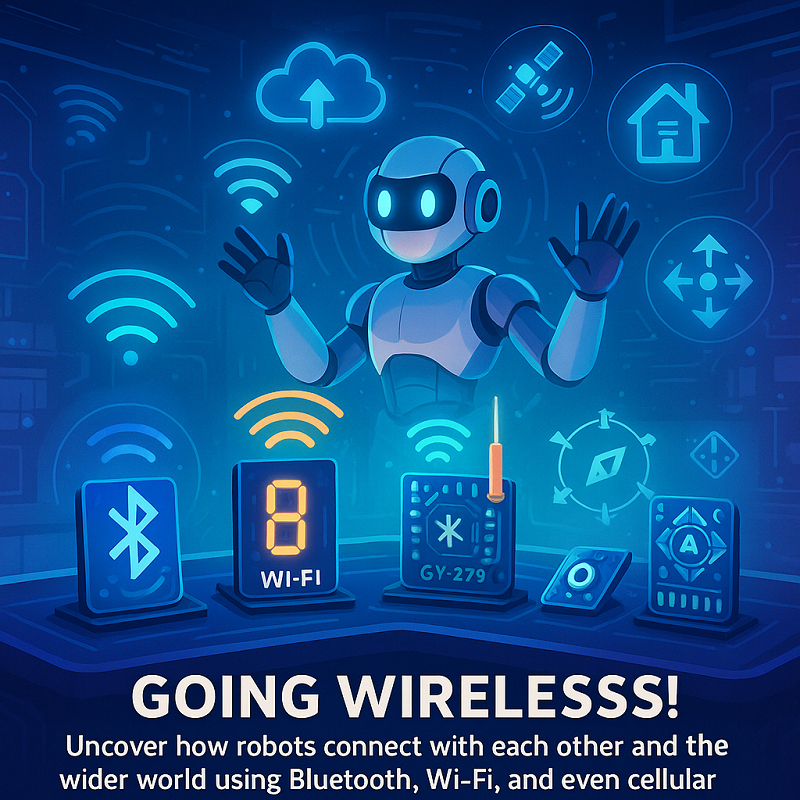 8
WI-FI
GY-279
A
GOING WIRELESSS!
Uncover how robots connect with each other and the
wider world using Bluetooth, Wi-Fi, and even cellular